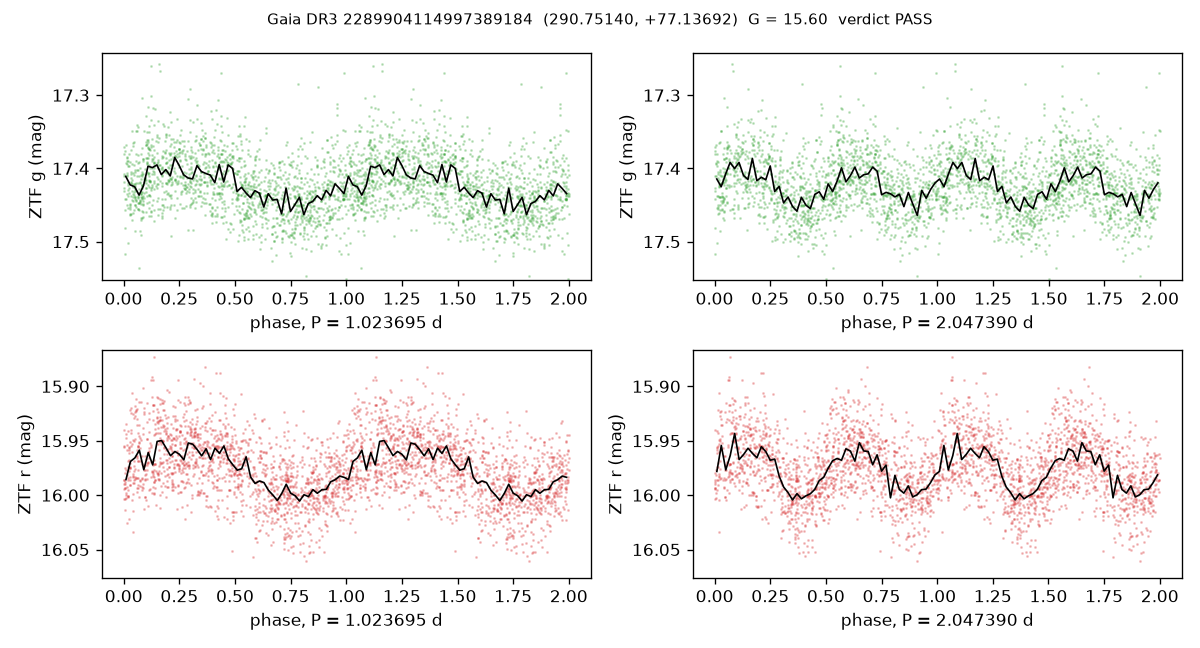 Gaia DR3 2289904114997389184 (290.75140, +77.13692) G = 15.60 verdict PASS
ZTF g (mag)
17.3
17.4
17.5
0.00 0.25 0.50 0.75 1.00 1.25 1.50 1.75 2.00
phase, P = 1.023695 d
ZTF g (mag)
17.3
17.4
17.5
0.00 0.25 0.50 0.75 1.00 1.25 1.50 1.75 2.00
phase, P = 2.047390 d
ZTF r (mag)
15.90
15.95
16.00
16.05
0.00 0.25 0.50 0.75 1.00 1.25 1.50 1.75 2.00
phase, P = 1.023695 d
ZTF r (mag)
15.90
15.95
16.00
16.05
0.00 0.25 0.50 0.75 1.00 1.25 1.50 1.75 2.00
phase, P = 2.047390 d